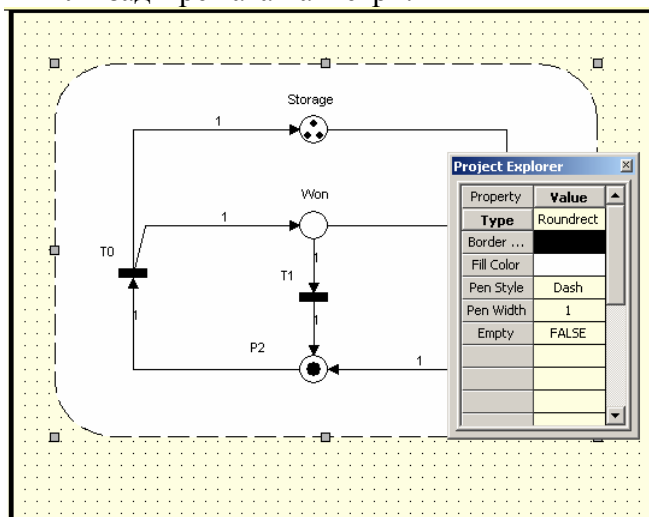 Storage
1
Won
1
T0
1
T1
1
1
P2
1
Project Explorer
Property Value
Type Roundrect
Border ...
Fill Color
Pen Style Dash
Pen Width 1
Empty FALSE